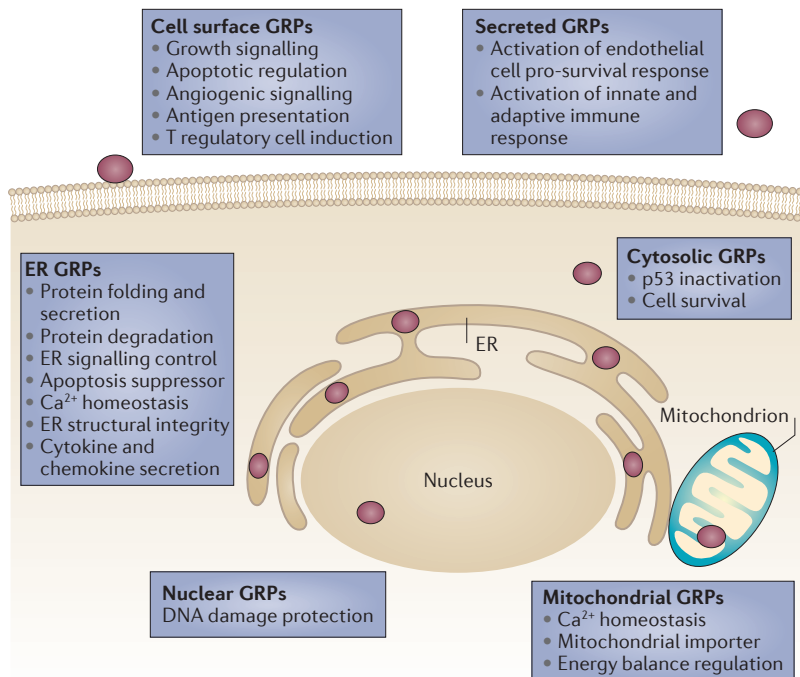 Cell surface GRPs
• Growth signalling
• Apoptotic regulation
• Angiogenic signalling
• Antigen presentation
• T regulatory cell induction
Secreted GRPs
• Activation of endothelial
cell pro-survival response
• Activation of innate and
adaptive immune
response
ER GRPs
• Protein folding and
secretion
• Protein degradation
• ER signalling control
• Apoptosis suppressor
• Ca²⁺ homeostasis
• ER structural integrity
• Cytokine and
chemokine secretion
Cytosolic GRPs
• p53 inactivation
• Cell survival
ER
Mitochondrion
Nucleus
Nuclear GRPs
DNA damage protection
Mitochondrial GRPs
• Ca²⁺ homeostasis
• Mitochondrial importer
• Energy balance regulation